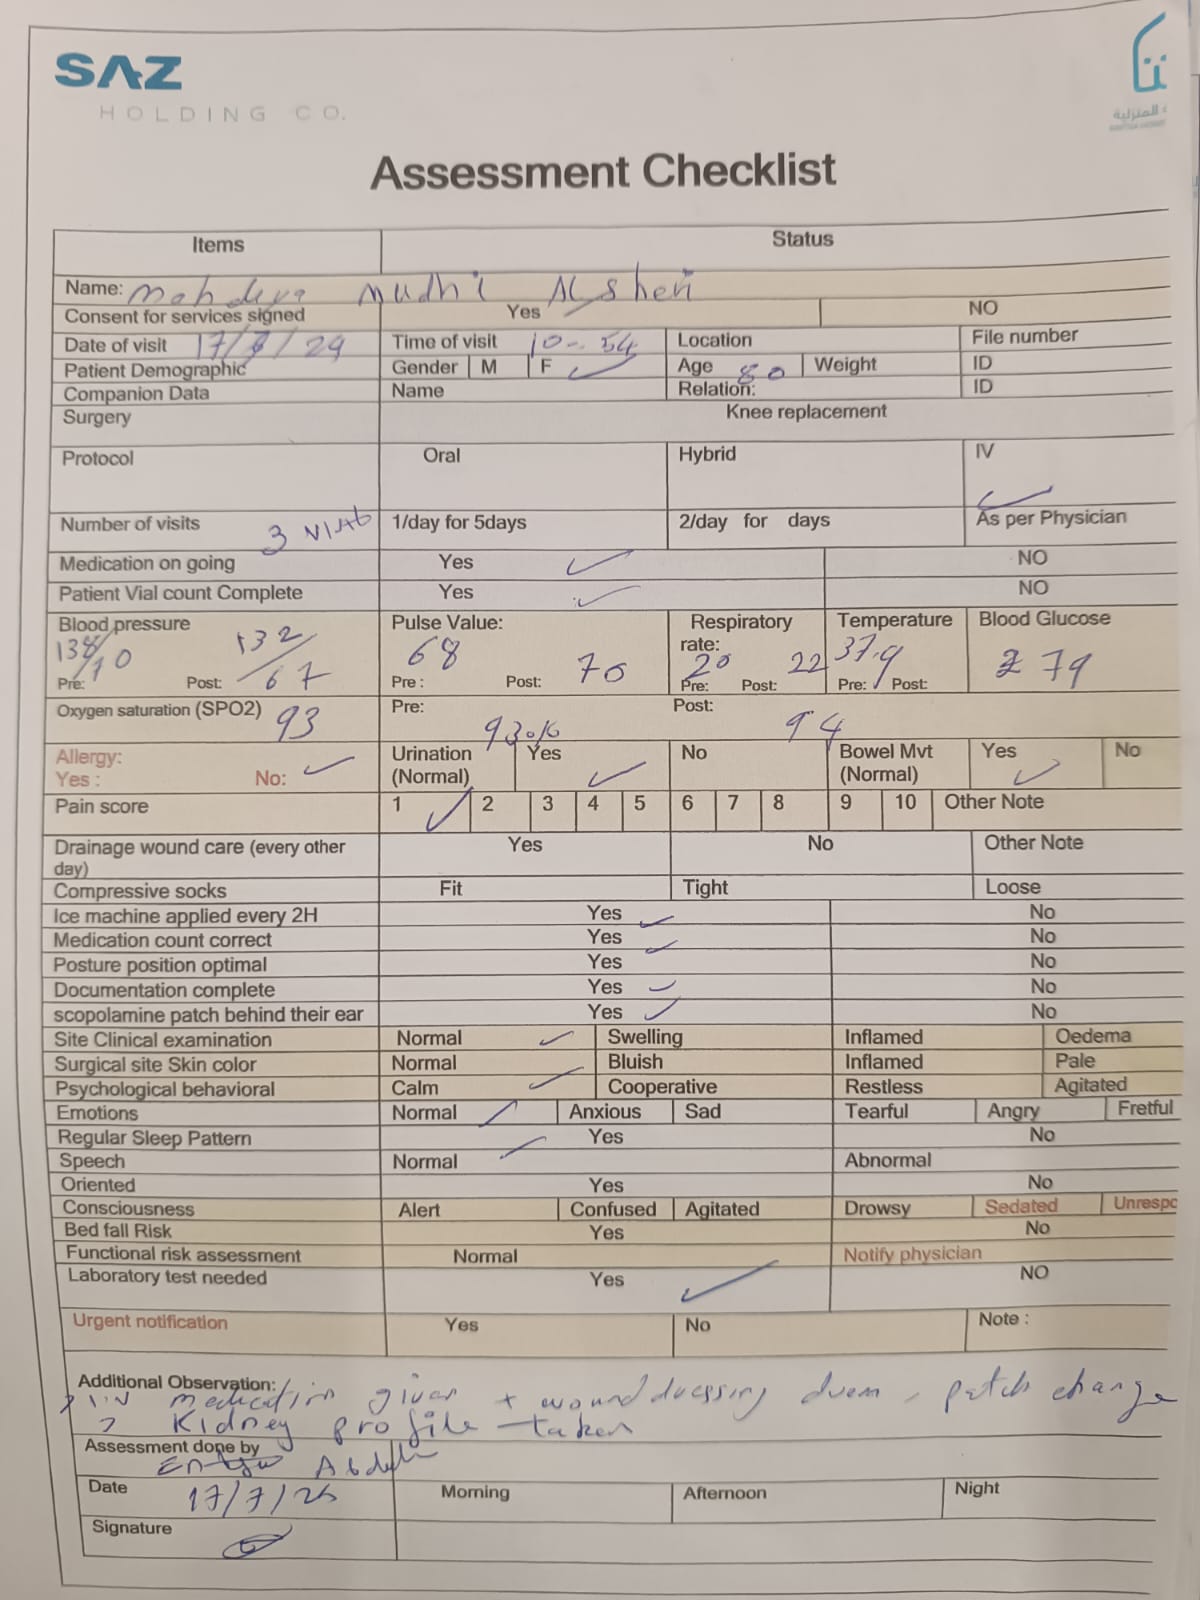 SAZ
HOLDING CO.
المنزلية
Assessment Checklist
Items Status
Name: Mahdeya Mudhi Al shehri
Consent for services signed Yes NO
Date of visit 17/7/29 Time of visit 10-.54 Location File number
Patient Demographic Gender M F ✓ Age 80 Weight ID
Companion Data Name Relation: ID
Surgery Knee replacement
Protocol Oral Hybrid IV ✓
Number of visits 3 1/day for 5days 2/day for days As per Physician
Medication on going Yes ✓ NO
Patient Vial count Complete Yes ✓ NO
Blood pressure Pulse Value: Respiratory rate: Temperature Blood Glucose
Pre: 138/70 Post: 132/67 Pre: 68 Post: 70 Pre: 20 Post: 22 Pre: / Post: 37.9 279
Oxygen saturation (SPO2) 93 Pre: 93% Post: 94
Allergy: Yes : No: ✓ Urination (Normal) Yes ✓ No Bowel Mvt (Normal) Yes ✓ No
Pain score 1 ✓ 2 3 4 5 6 7 8 9 10 Other Note
Drainage wound care (every other day) Yes No Other Note
Compressive socks Fit Tight Loose
Ice machine applied every 2H Yes ✓ No
Medication count correct Yes ✓ No
Posture position optimal Yes No
Documentation complete Yes ✓ No
scopolamine patch behind their ear Yes ✓ No
Site Clinical examination Normal ✓ Swelling Inflamed Oedema
Surgical site Skin color Normal Bluish Inflamed Pale
Psychological behavioral Calm ✓ Cooperative Restless Agitated
Emotions Normal ✓ Anxious Sad Tearful Angry Fretful
Regular Sleep Pattern Yes No
Speech Normal ✓ Abnormal
Oriented Yes No
Consciousness Alert Confused Agitated Drowsy Sedated Unrespo
Bed fall Risk Yes No
Functional risk assessment Normal Notify physician
Laboratory test needed Yes ✓ NO
Urgent notification Yes No Note :
Additional Observation:
I.V medication given + wound dressing duem, patch change
2 Kidney profile taken
Assessment done by
Date 17/7/25 Morning Afternoon Night
Signature